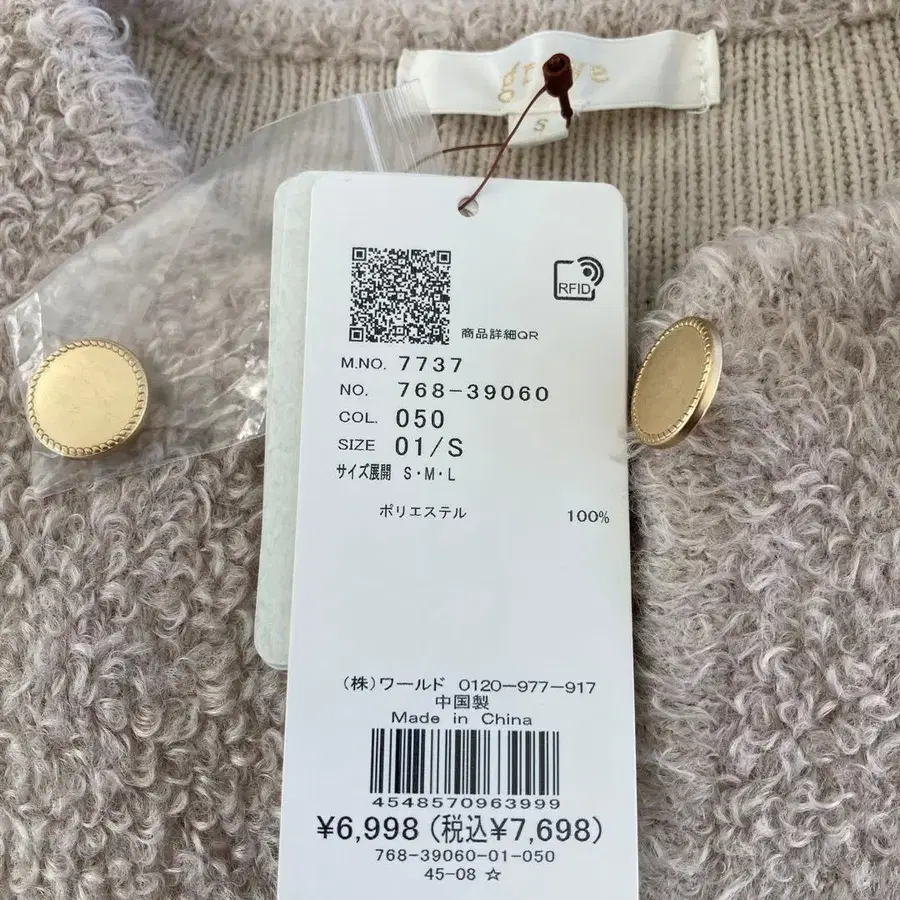 S
RFID
商品詳細QR
M.NO. 7737
NO. 768-39060
COL. 050
SIZE 01/S
サイズ展開 S・M・L
ポリエステル 100%
(株)ワールド 0120-977-917
中国製
Made in China
4548570963999
¥6,998(税込¥7,698)
768-39060-01-050
45-08 ☆